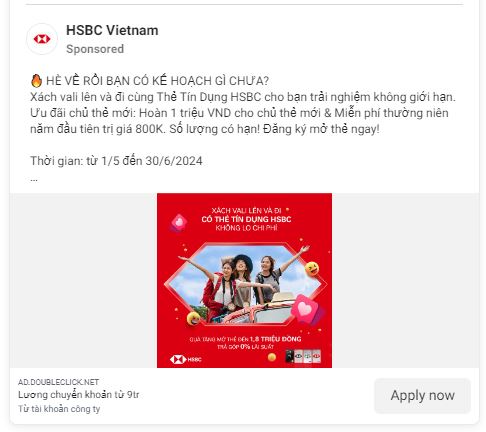 HSBC Vietnam
Sponsored
🔥 HÈ VỀ RỒI BẠN CÓ KẾ HOẠCH GÌ CHƯA?
Xách vali lên và đi cùng Thẻ Tín Dụng HSBC cho bạn trải nghiệm không giới hạn.
Ưu đãi chủ thẻ mới: Hoàn 1 triệu VND cho chủ thẻ mới & Miễn phí thường niên
năm đầu tiên trị giá 800K. Số lượng có hạn! Đăng ký mở thẻ ngay!
Thời gian: từ 1/5 đến 30/6/2024
...
XÁCH VALI LÊN VÀ ĐI
CÓ THẺ TÍN DỤNG HSBC
KHÔNG LO CHI PHÍ
QUÀ TẶNG MỞ THẺ ĐẾN 1,8 TRIỆU ĐỒNG
TRẢ GÓP 0% LÃI SUẤT
HSBC
AD.DOUBLECLICK.NET
Lương chuyển khoản từ 9tr
Từ tài khoản công ty
Apply now